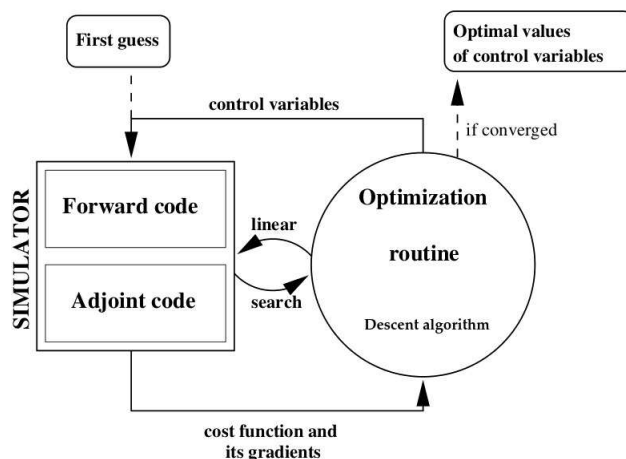 First guess
Optimal values
of control variables
control variables
if converged
SIMULATOR
Forward code
Adjoint code
linear
search
Optimization
routine
Descent algorithm
cost function and
its gradients